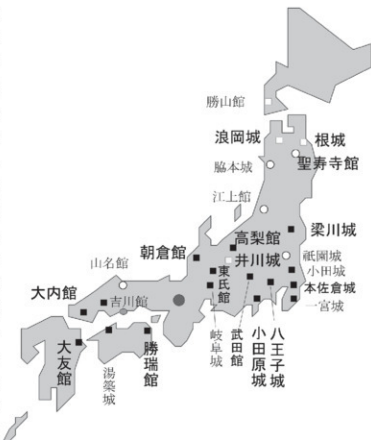 勝山館
浪岡城
根城
聖寿寺館
脇本城
江上館
梁川城
高梨館
井川城
祇園城
小田城
本佐倉城
一宮城
朝倉館
山名館
東氏館
大内館
吉川館
岐阜城
武田館
小田原城
八王子城
大友館
湯築城
勝瑞館